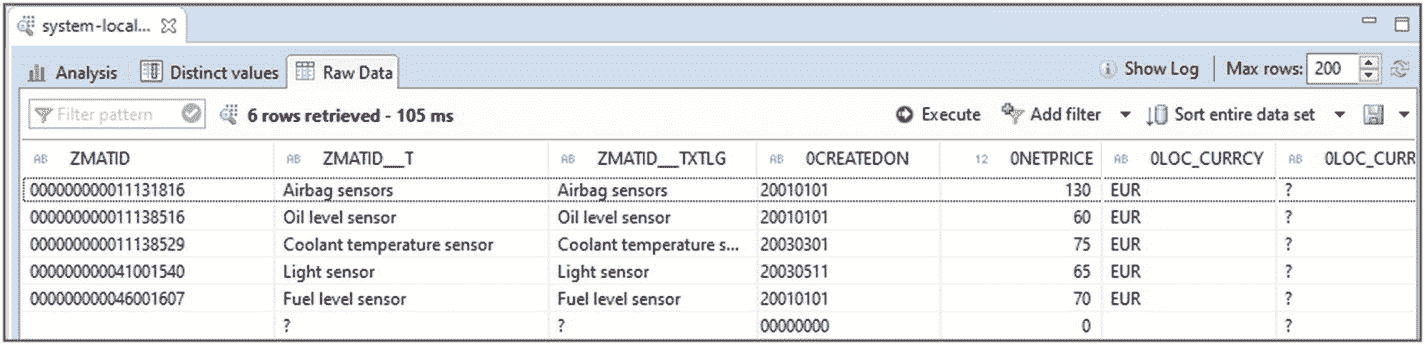 system-local...
Analysis Distinct values Raw Data Show Log Max rows: 200
Filter pattern 6 rows retrieved - 105 ms Execute Add filter Sort entire data set
AB ZMATID AB ZMATID__T AB ZMATID__TXTLG AB 0CREATEDON 12 0NETPRICE AB 0LOC_CURRCY AB 0LOC_CURR
000000000011131816 Airbag sensors Airbag sensors 20010101 130 EUR ?
000000000011138516 Oil level sensor Oil level sensor 20010101 60 EUR ?
000000000011138529 Coolant temperature sensor Coolant temperature s... 20030301 75 EUR ?
000000000041001540 Light sensor Light sensor 20030511 65 EUR ?
000000000046001607 Fuel level sensor Fuel level sensor 20010101 70 EUR ?
? ? 00000000 0 ?